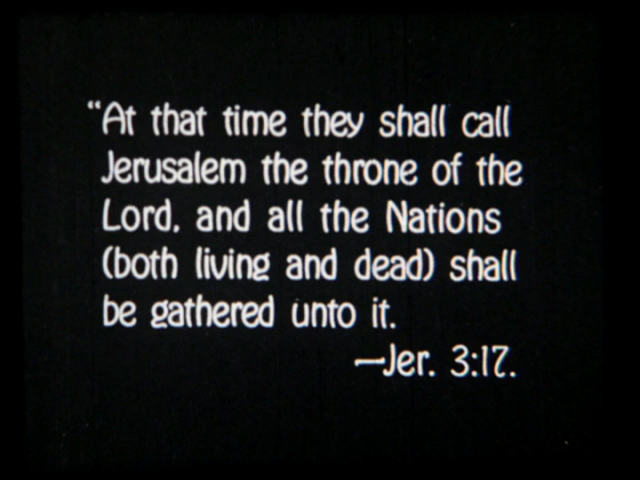 “At that time they shall call
Jerusalem the throne of the
Lord, and all the Nations
(both living and dead) shall
be gathered unto it.
—Jer. 3:17.